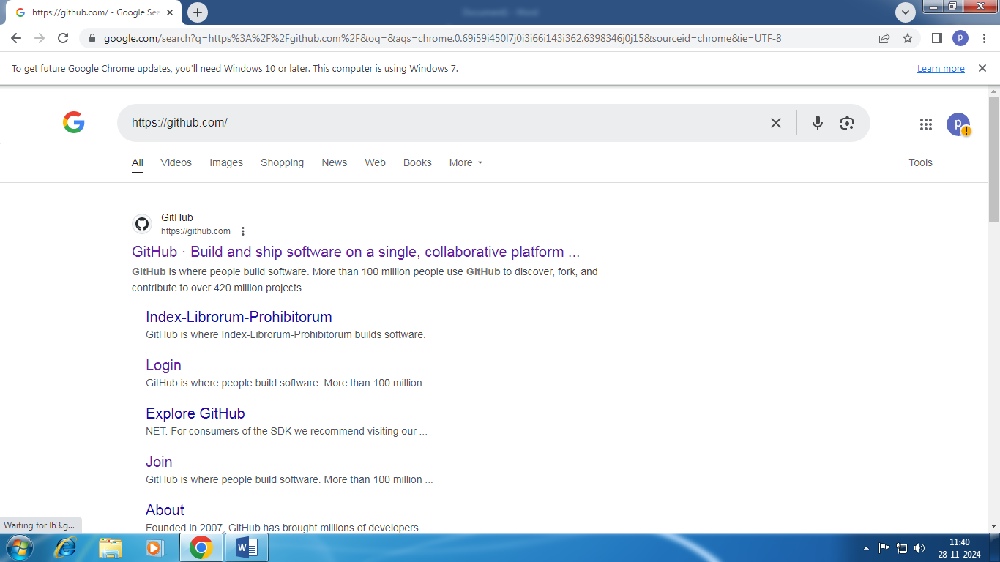 Document1 - Word
https://github.com/ - Google Sea
google.com/search?q=https%3A%2F%2Fgithub.com%2F&oq=&aqs=chrome.0.69i59i450l7j0i3i66i143i362.6398346j0j15&sourceid=chrome&ie=UTF-8
p
To get future Google Chrome updates, you'll need Windows 10 or later. This computer is using Windows 7.
Learn more
https://github.com/
p
All Videos Images Shopping News Web Books More Tools
GitHub
https://github.com
GitHub · Build and ship software on a single, collaborative platform ...
GitHub is where people build software. More than 100 million people use GitHub to discover, fork, and
contribute to over 420 million projects.
Index-Librorum-Prohibitorum
GitHub is where Index-Librorum-Prohibitorum builds software.
Login
GitHub is where people build software. More than 100 million ...
Explore GitHub
NET. For consumers of the SDK we recommend visiting our ...
Join
GitHub is where people build software. More than 100 million ...
About
Founded in 2007, GitHub has brought millions of developers ...
Waiting for lh3.g...
11:40
28-11-2024